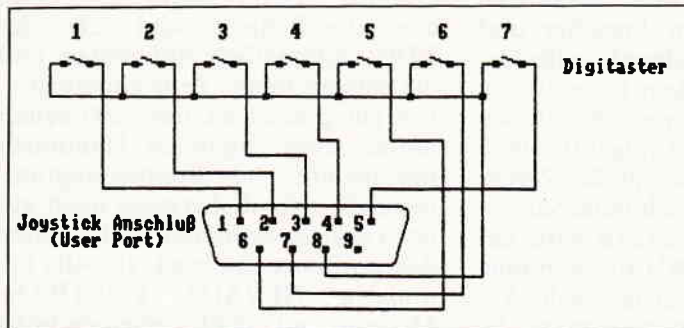 1 2 3 4 5 6 7
Digitaster
Joystick Anschluß
(User Port)
1 2 3 4 5
6 7 8 9